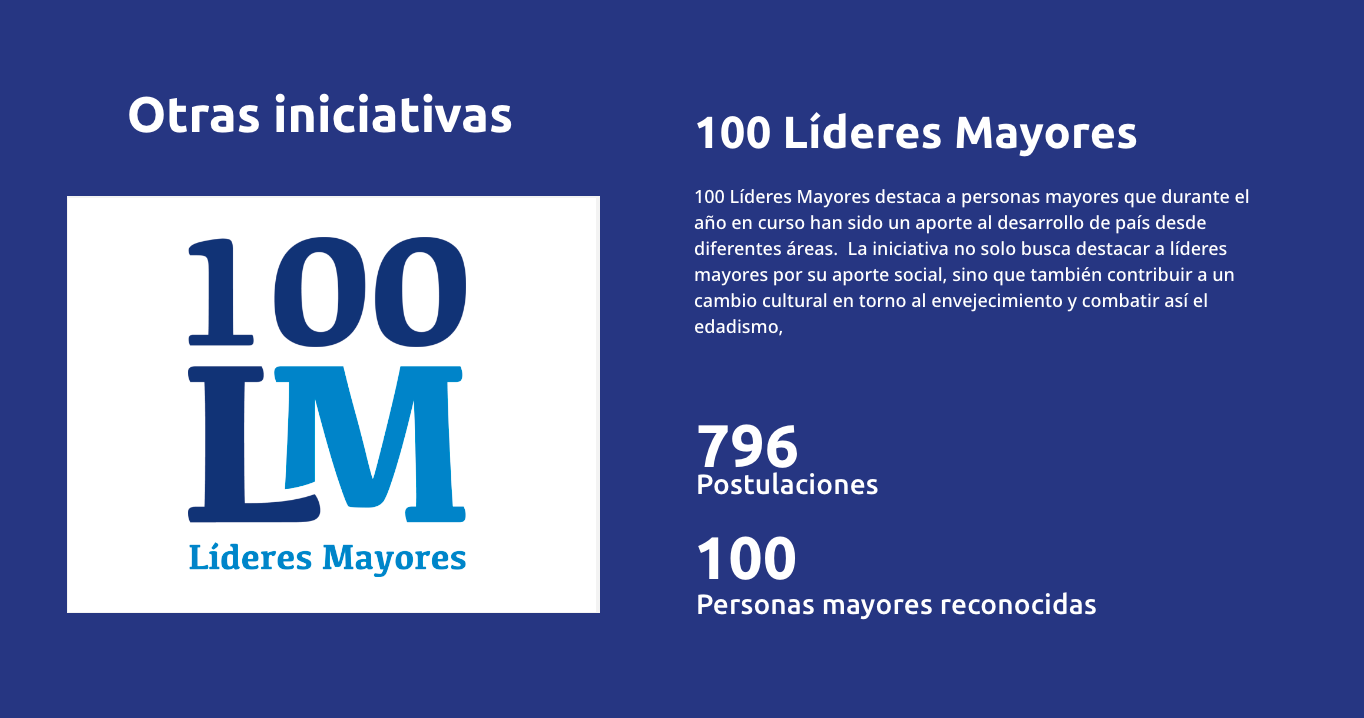 Otras iniciativas
100
LM
Líderes Mayores
100 Líderes Mayores
100 Líderes Mayores destaca a personas mayores que durante el
año en curso han sido un aporte al desarrollo de país desde
diferentes áreas.  La iniciativa no solo busca destacar a líderes
mayores por su aporte social, sino que también contribuir a un
cambio cultural en torno al envejecimiento y combatir así el
edadismo,
796
Postulaciones
100
Personas mayores reconocidas